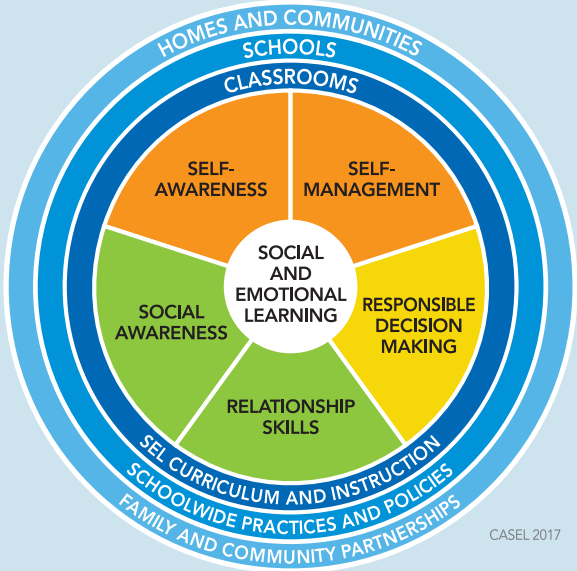 HOMES AND COMMUNITIES
SCHOOLS
CLASSROOMS
SELF-
AWARENESS
SELF-
MANAGEMENT
SOCIAL
AND
EMOTIONAL
LEARNING
SOCIAL
AWARENESS
RESPONSIBLE
DECISION
MAKING
RELATIONSHIP
SKILLS
SEL CURRICULUM AND INSTRUCTION
SCHOOLWIDE PRACTICES AND POLICIES
FAMILY AND COMMUNITY PARTNERSHIPS
CASEL 2017